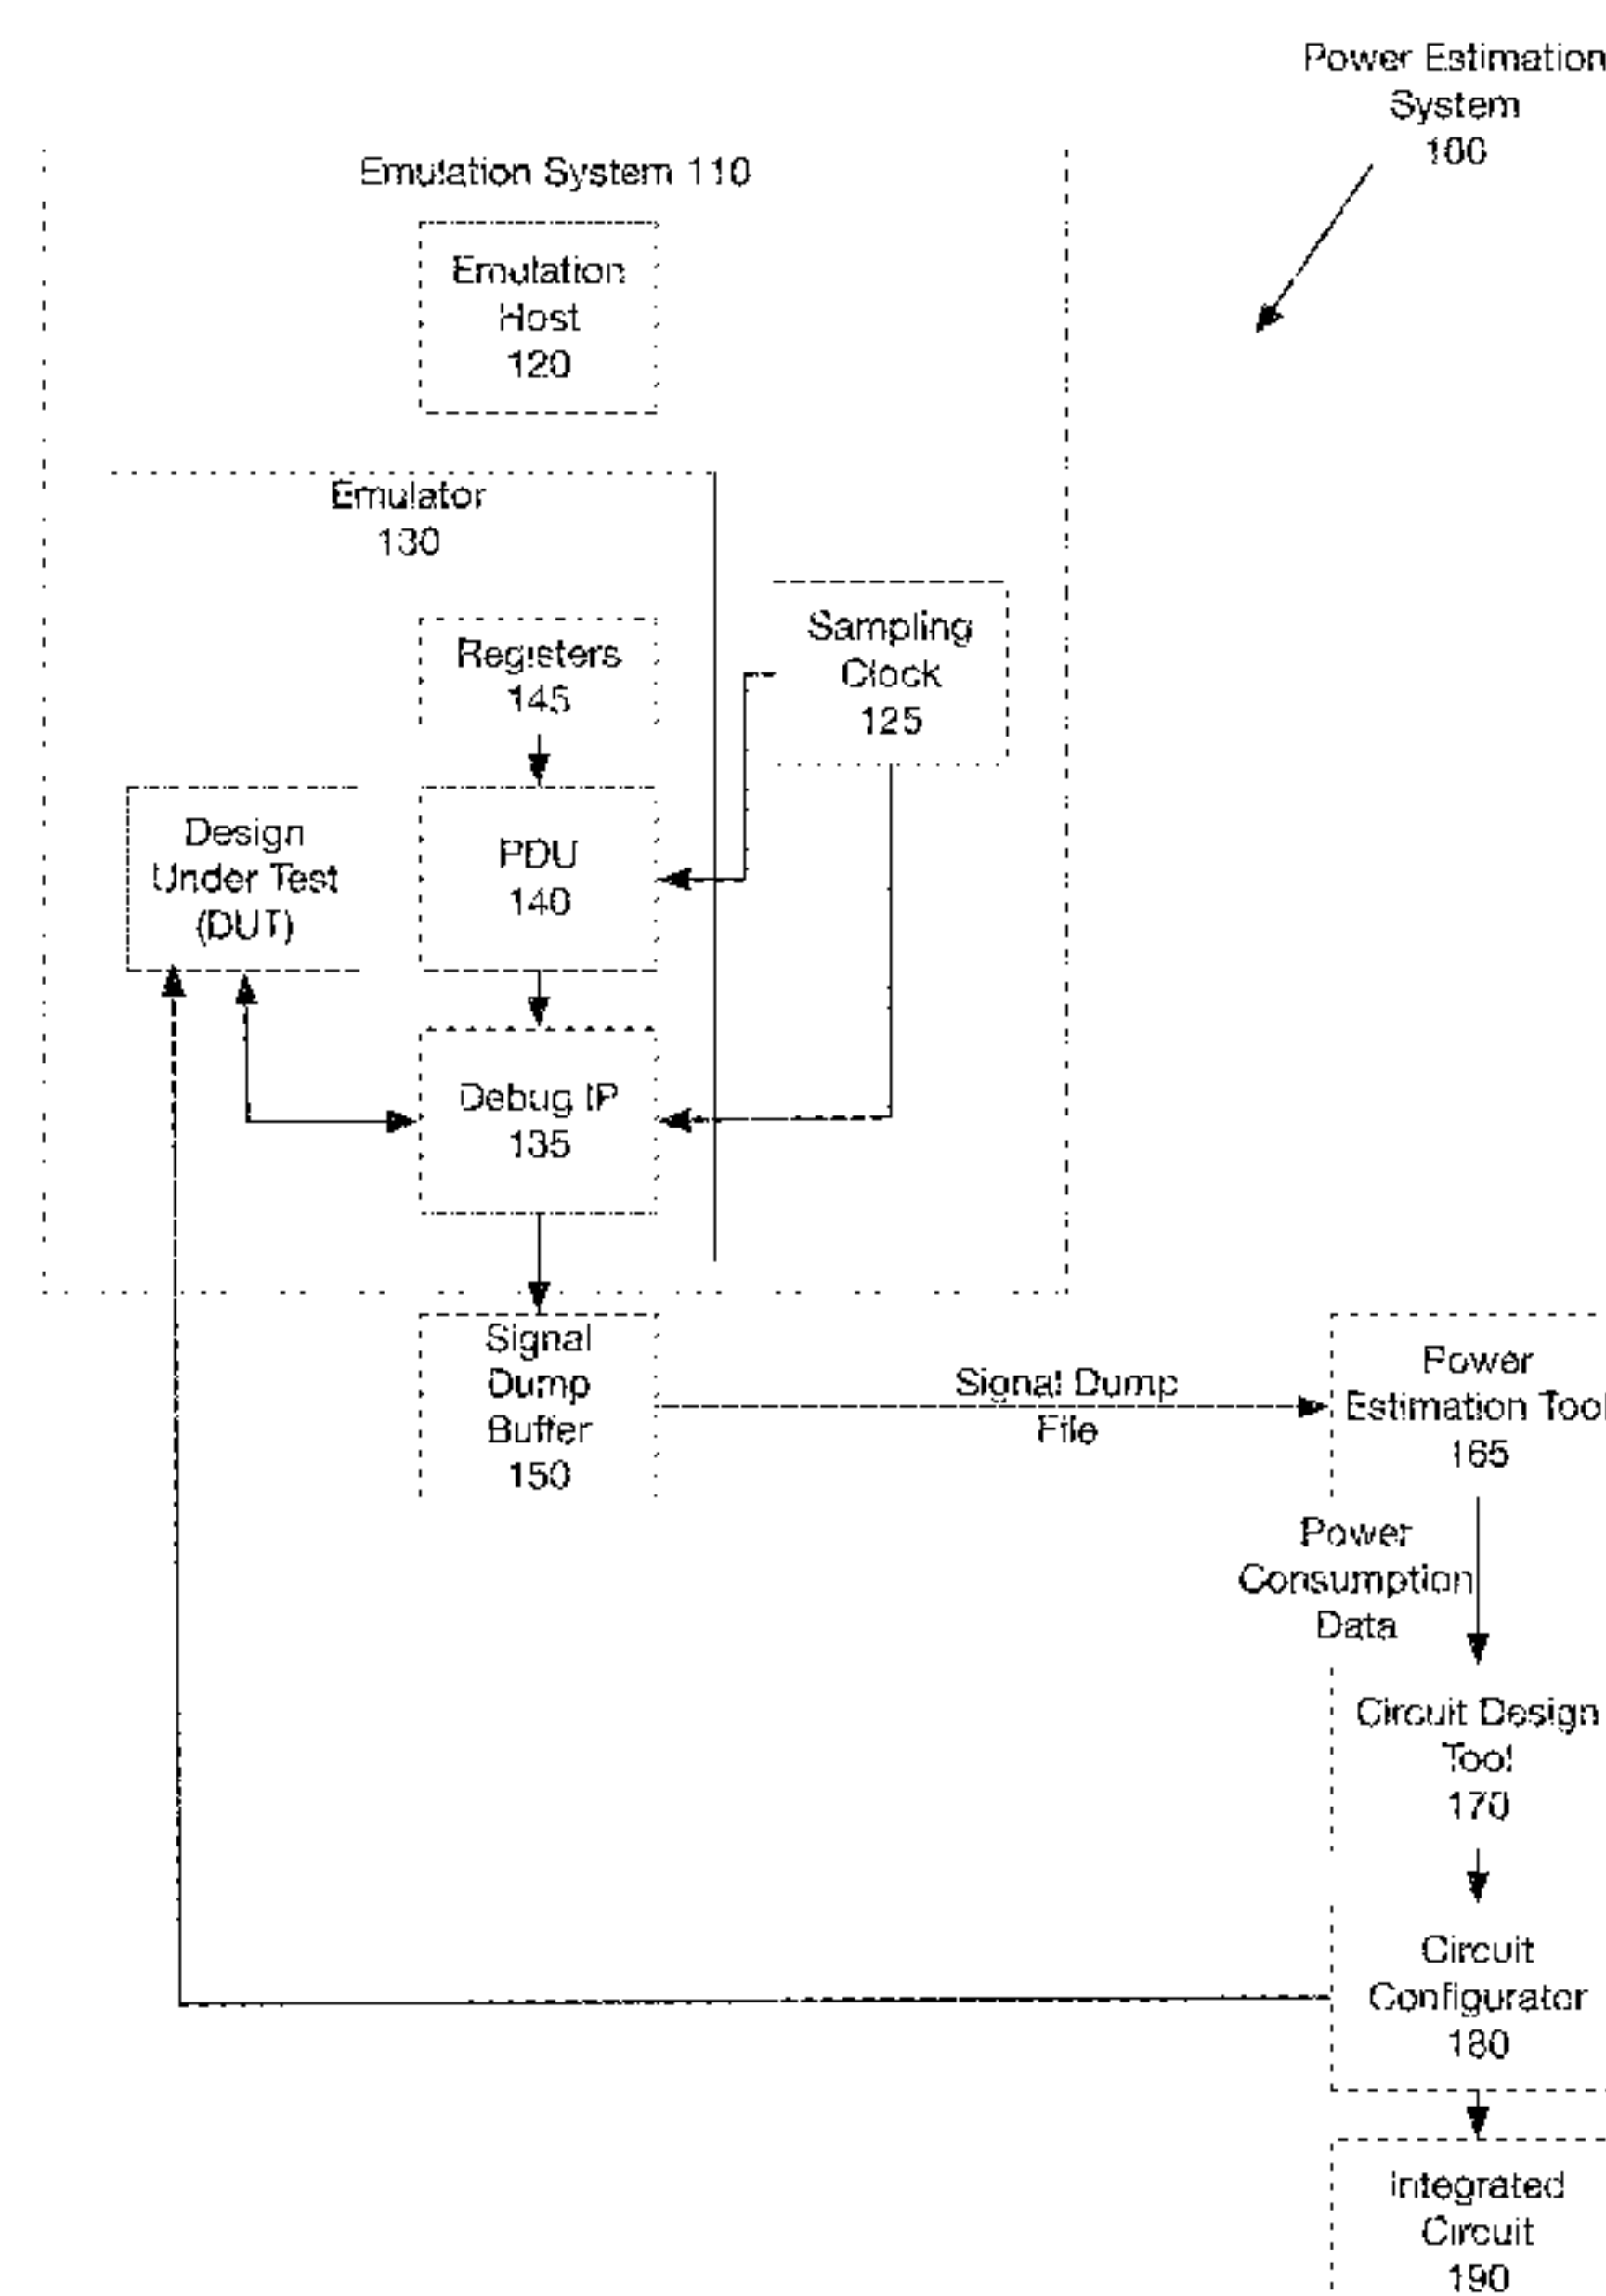 Power Estimation
System
100
Emulation System 110
Emulation
Host
120
Emulator
130
Registers
145
Sampling
Clock
125
Design
Under Test
(DUT)
PDU
140
Debug IP
135
Signal
Dump
Buffer
150
Signal Dump
File
Power
Estimation Tool
165
Power
Consumption
Data
Circuit Design
Tool
170
Circuit
Configurator
180
Integrated
Circuit
190